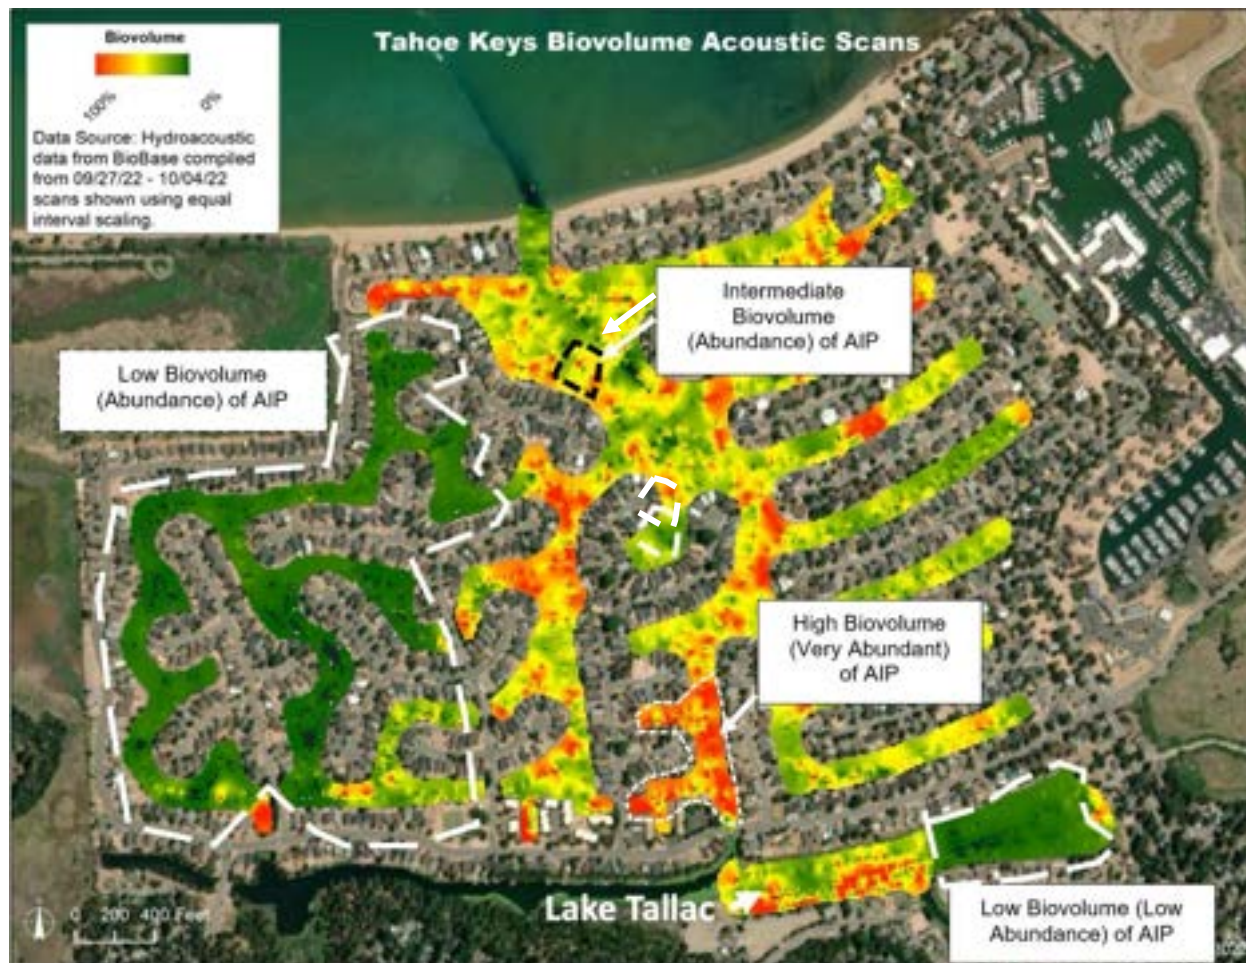 Biovolume
100%
0%
Data Source: Hydroacoustic
data from BioBase compiled
from 09/27/22 - 10/04/22
scans shown using equal
interval scaling.
Tahoe Keys Biovolume Acoustic Scans
Intermediate
Biovolume
(Abundance) of AIP
Low Biovolume
(Abundance) of AIP
High Biovolume
(Very Abundant)
of AIP
Lake Tallac
Low Biovolume (Low
Abundance) of AIP
0 200 400 Feet